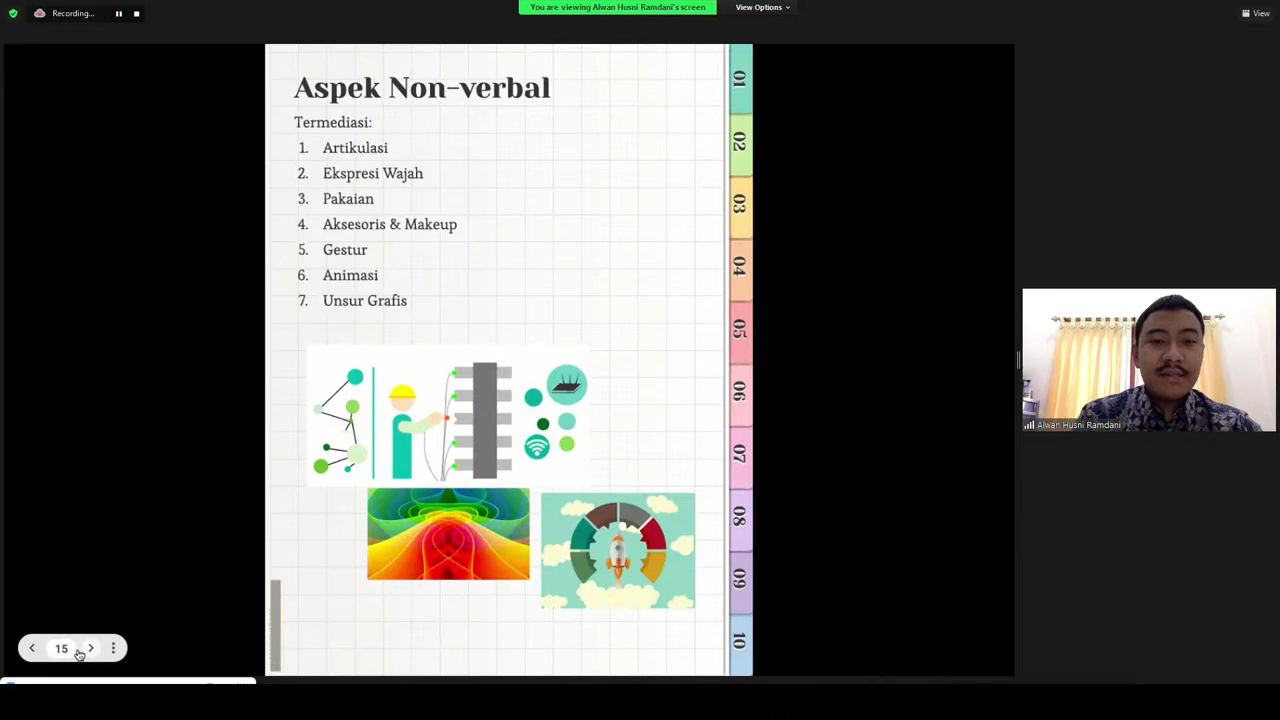 Recording...
You are viewing Alwan Husni Ramdani's screen
View Options
View
Aspek Non-verbal
Termediasi:
1. Artikulasi
2. Ekspresi Wajah
3. Pakaian
4. Aksesoris & Makeup
5. Gestur
6. Animasi
7. Unsur Grafis
01
02
03
04
05
06
07
08
09
10
Alwan Husni Ramdani
15